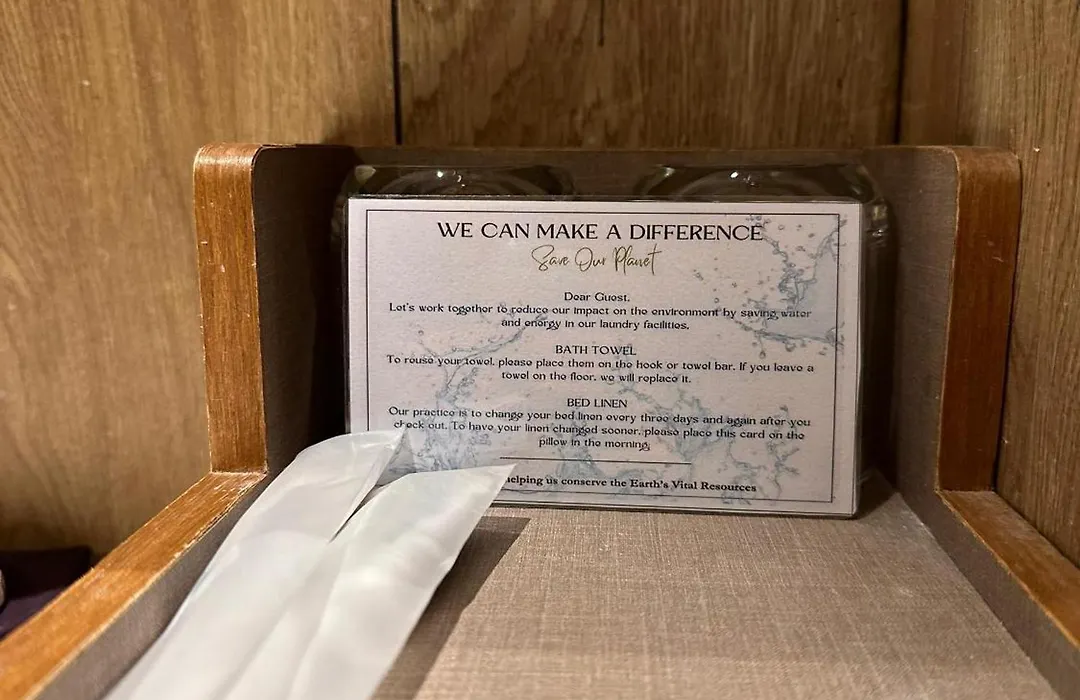 WE CAN MAKE A DIFFERENCE
Save Our Planet
Dear Guest,
Let's work together to reduce our impact on the environment by saving water
and energy in our laundry facilities.
BATH TOWEL
To reuse your towel, please place them on the hook or towel bar. If you leave a
towel on the floor, we will replace it.
BED LINEN
Our practice is to change your bed linen every three days and again after you
check out. To have your linen changed sooner, please place this card on the
pillow in the morning.
helping us conserve the Earth's Vital Resources